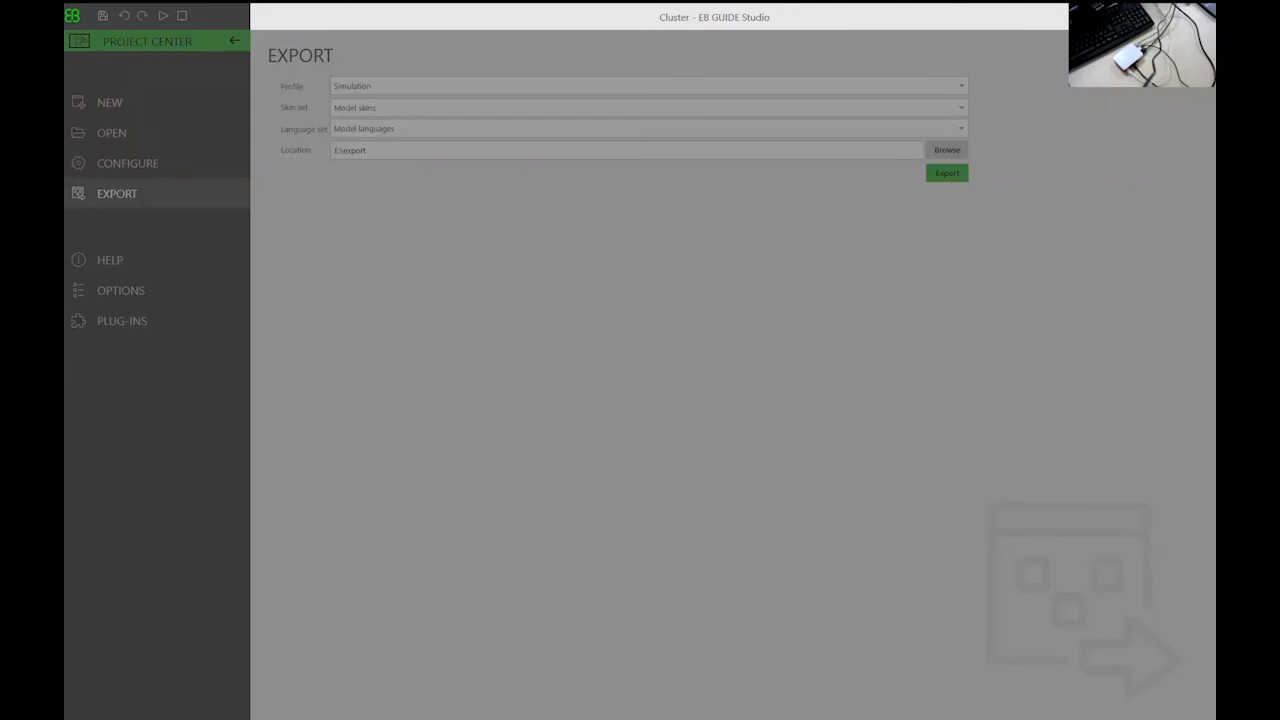 EB
Cluster - EB GUIDE Studio
PROJECT CENTER
NEW
OPEN
CONFIGURE
EXPORT
HELP
OPTIONS
PLUG-INS
EXPORT
Profile Simulation
Skin set Model skins
Language set Model languages
Location E:\export Browse
Export